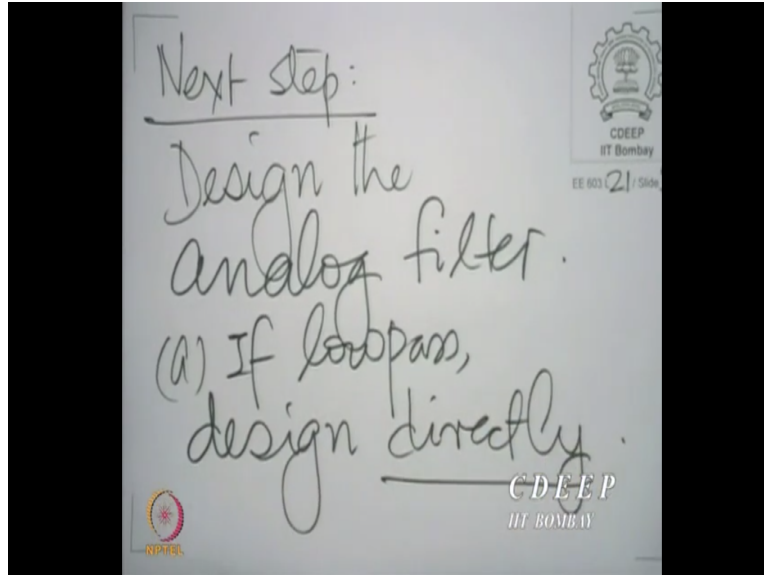 Next step:
Design the
analog filter.
(a) If lowpass,
design directly.
CDEEP
IIT Bombay
EE 603 (21 / Slide
CDEEP
IIT BOMBAY
NPTEL